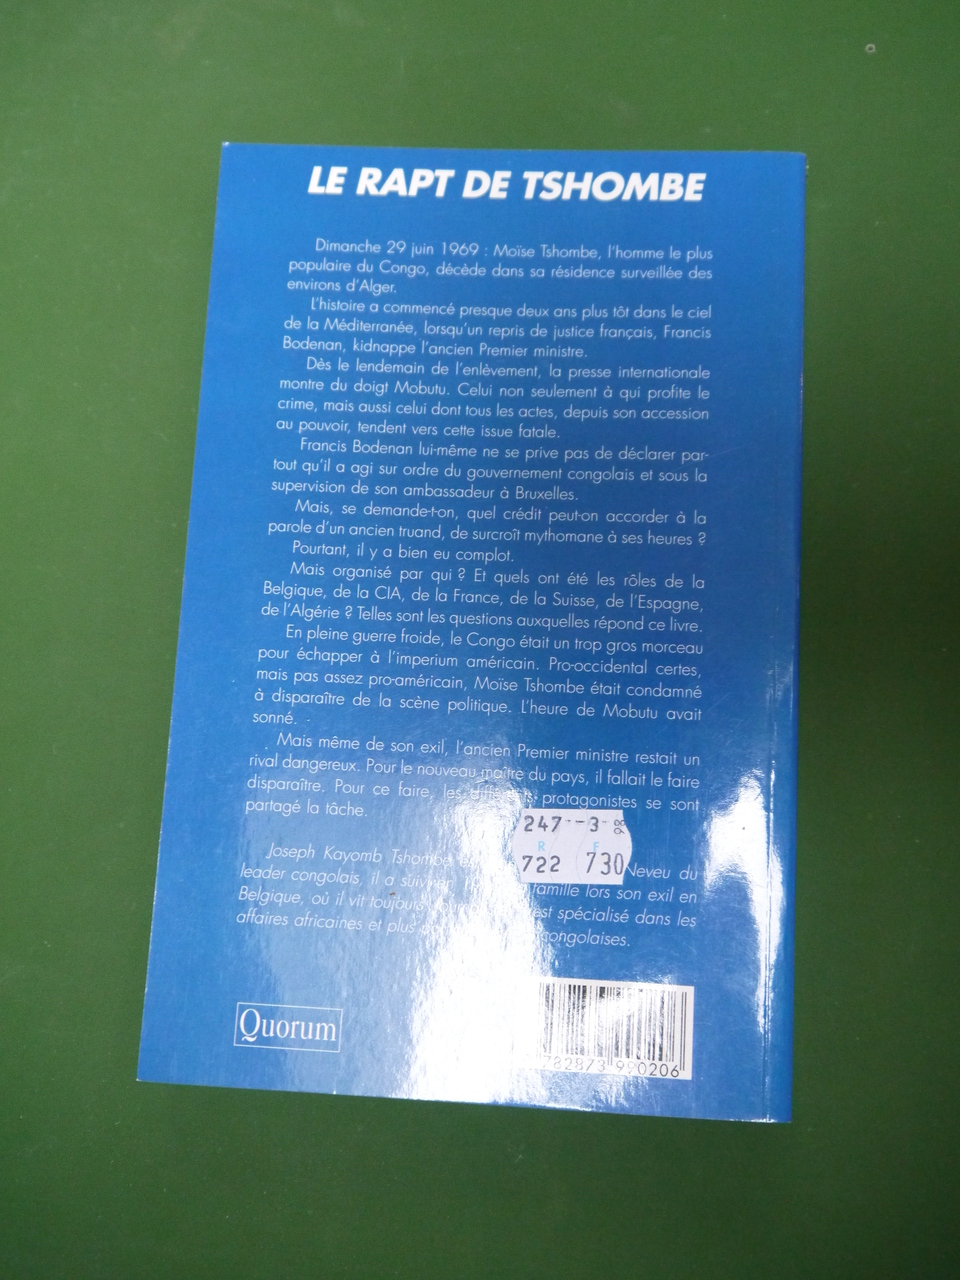 LE RAPT DE TSHOMBE
Dimanche 29 juin 1969 : Moïse Tshombe, l'homme le plus
populaire du Congo, décède dans sa résidence surveillée des
environs d'Alger.
L'histoire a commencé presque deux ans plus tôt dans le ciel
de la Méditerranée, lorsqu'un repris de justice français, Francis
Bodenan, kidnappe l'ancien Premier ministre.
Dès le lendemain de l'enlèvement, la presse internationale
montre du doigt Mobutu. Celui non seulement à qui profite le
crime, mais aussi celui dont tous les actes, depuis son accession
au pouvoir, tendent vers cette issue fatale.
Francis Bodenan lui-même ne se prive pas de déclarer par-
tout qu'il a agi sur ordre du gouvernement congolais et sous la
supervision de son ambassadeur à Bruxelles.
Mais, se demande-t-on, quel crédit peut-on accorder à la
parole d'un ancien truand, de surcroît mythomane à ses heures ?
Pourtant, il y a bien eu complot.
Mais organisé par qui ? Et quels ont été les rôles de la
Belgique, de la CIA, de la France, de la Suisse, de l'Espagne,
de l'Algérie ? Telles sont les questions auxquelles répond ce livre.
En pleine guerre froide, le Congo était un trop gros morceau
pour échapper à l'imperium américain. Pro-occidental certes,
mais pas assez pro-américain, Moïse Tshombe était condamné
à disparaître de la scène politique. L'heure de Mobutu avait
sonné.
Mais même de son exil, l'ancien Premier ministre restait un
rival dangereux. Pour le nouveau maître du pays, il fallait le faire
disparaître. Pour ce faire, les différents protagonistes se sont
partagé la tâche.
247--3 98
R F
722 730
Joseph Kayomb Tshombe Neveu du
leader congolais, il a suivi famille lors son exil en
Belgique, où il vit toujours est spécialisé dans les
affaires africaines et plus congolaises.
Quorum
782873 990206